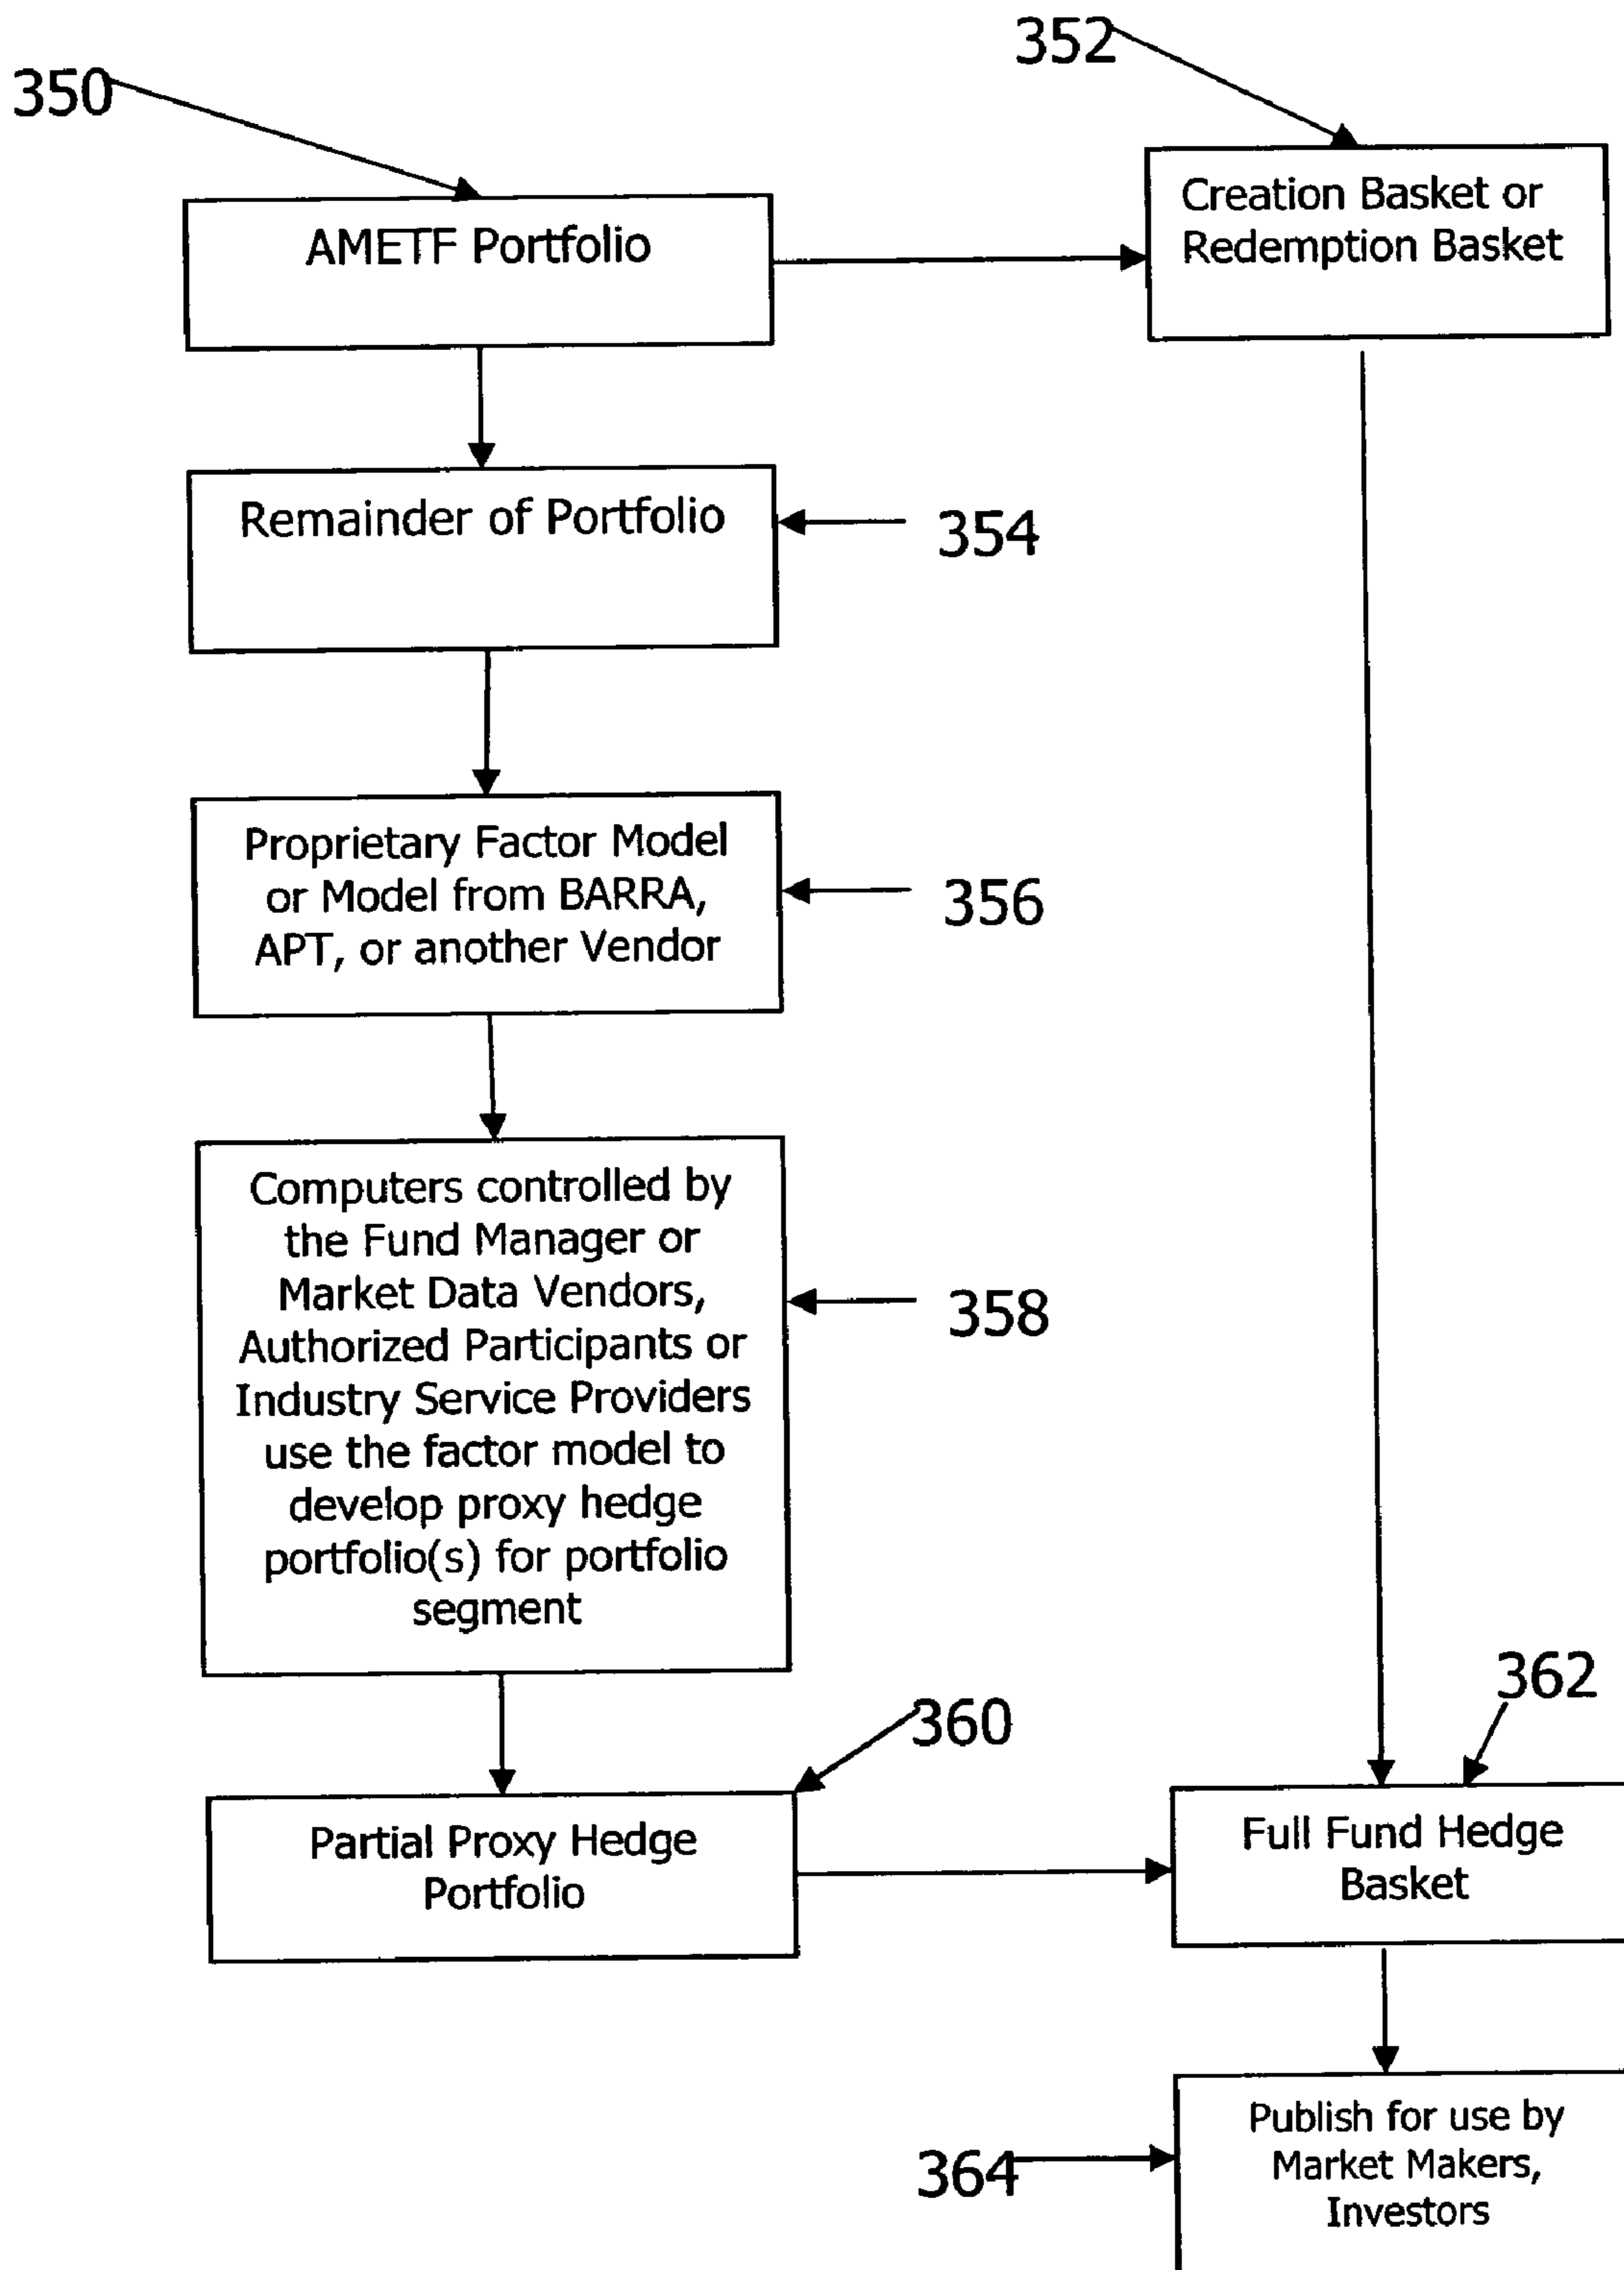 352
350
Creation Basket or
Redemption Basket
AMETF Portfolio
Remainder of Portfolio
354
Proprietary Factor Model
or Model from BARRA,
APT, or another Vendor
356
Computers controlled by
the Fund Manager or
Market Data Vendors,
Authorized Participants or
Industry Service Providers
use the factor model to
develop proxy hedge
portfolio(s) for portfolio
segment
358
362
360
Partial Proxy Hedge
Portfolio
Full Fund Hedge
Basket
Publish for use by
Market Makers,
Investors
364